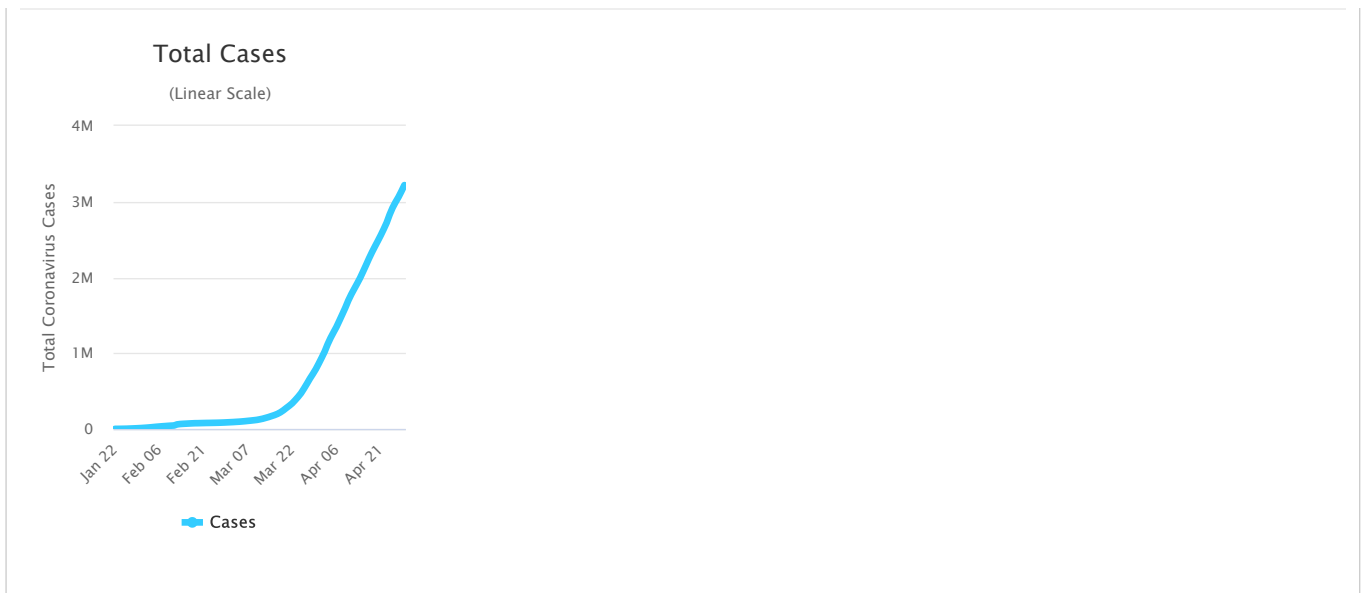 Total Cases
(Linear Scale)
Total Coronavirus Cases
4M
3M
2M
1M
0
Jan 22
Feb 06
Feb 21
Mar 07
Mar 22
Apr 06
Apr 21
Cases